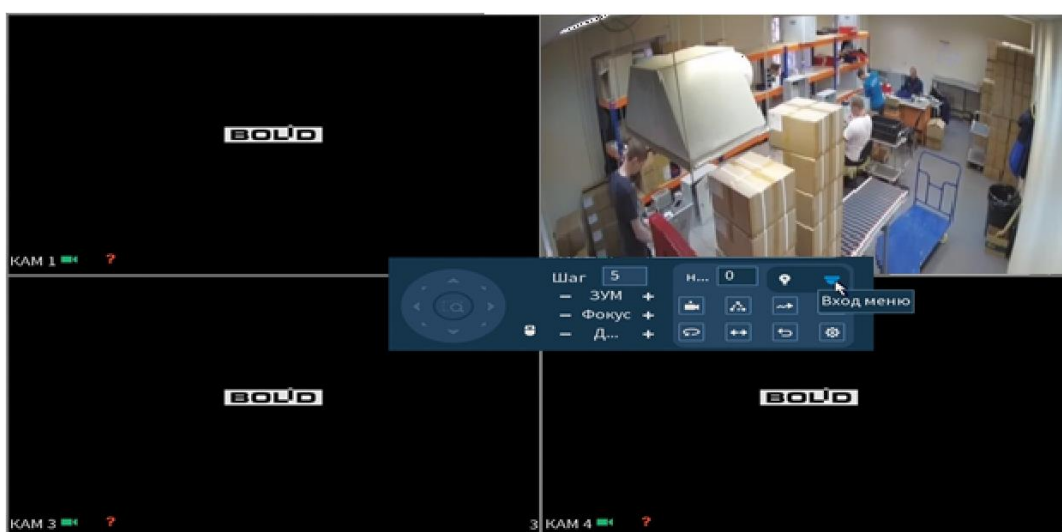 BOLID
КАМ 1 ?
Шаг 5
н... 0
Вход меню
− ЗУМ +
− Фокус +
− Д... +
BOLID
BOLID
КАМ 3 ?
3
КАМ 4 ?